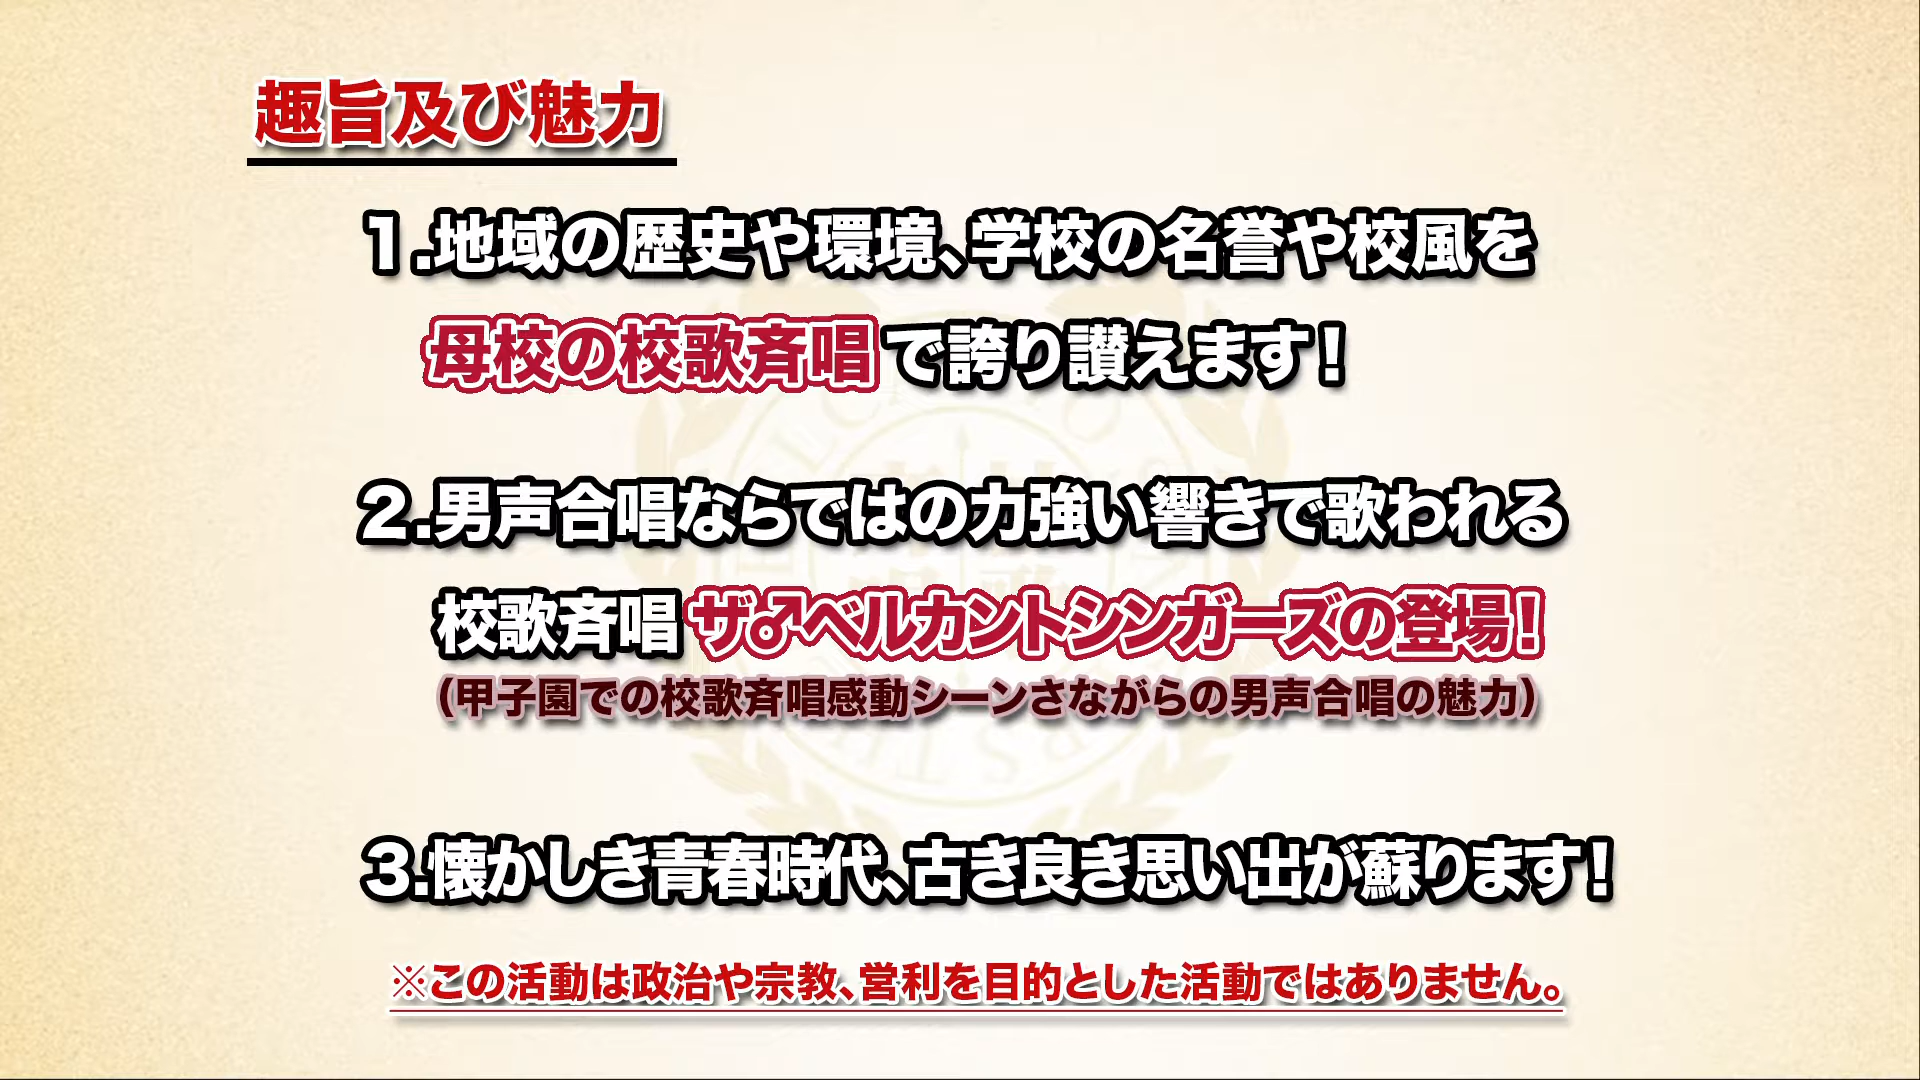 趣旨及び魅力
1.地域の歴史や環境、学校の名誉や校風を
母校の校歌斉唱で誇り讃えます!
2.男声合唱ならではの力強い響きで歌われる
校歌斉唱 ザ♂ベルカントシンガーズの登場!
(甲子園での校歌斉唱感動シーンさながらの男声合唱の魅力)
3.懐かしき青春時代、古き良き思い出が蘇ります!
※この活動は政治や宗教、営利を目的とした活動ではありません。